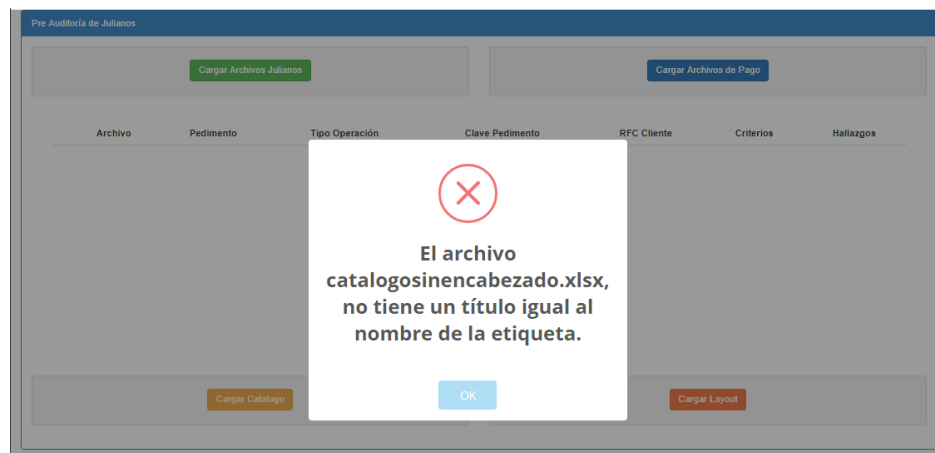 Pre Auditoría de Julianos
Cargar Archivos Julianos
Cargar Archivos de Pago
Archivo Pedimento Tipo Operación Clave Pedimento RFC Cliente Criterios Hallazgos
El archivo
catalogosinencabezado.xlsx,
no tiene un título igual al
nombre de la etiqueta.
OK
Cargar Catalogo
Cargar Layout